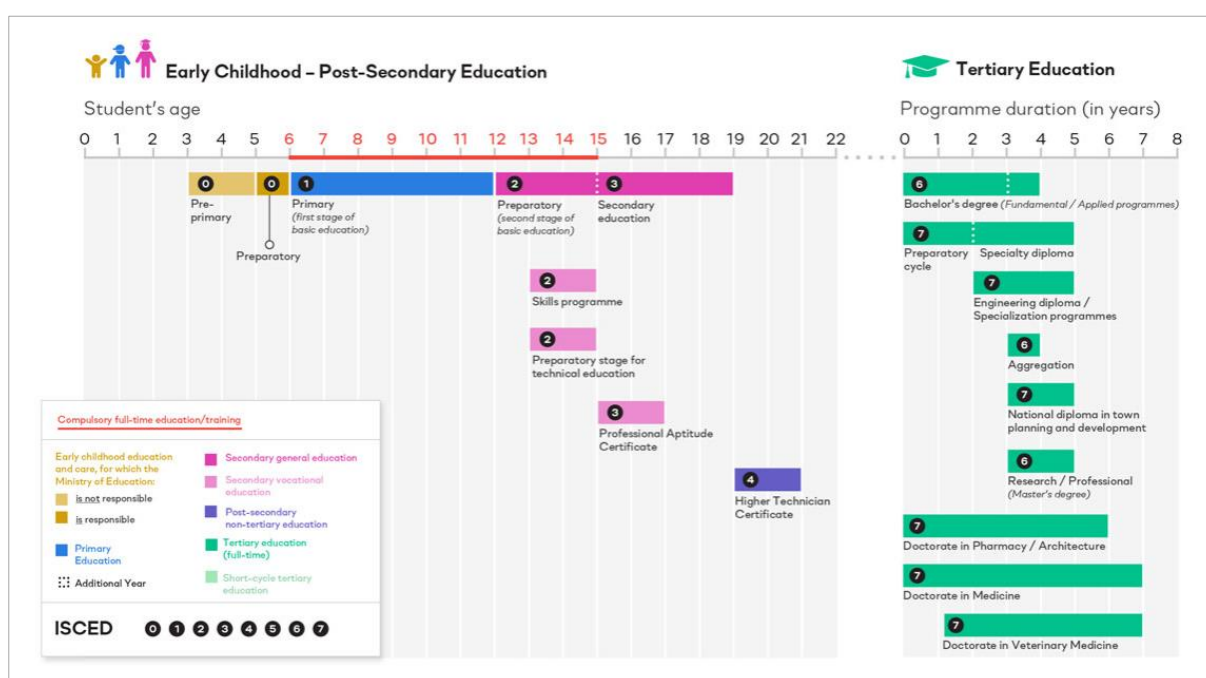 Early Childhood – Post-Secondary Education
Student's age
0 1 2 3 4 5 6 7 8 9 10 11 12 13 14 15 16 17 18 19 20 21 22
0
0
1
2
3
Pre-
primary
Preparatory
Primary
(first stage of
basic education)
Preparatory
(second stage of
basic education)
Secondary
education
2
Skills programme
2
Preparatory stage for
technical education
3
Professional Aptitude
Certificate
4
Higher Technician
Certificate
Compulsory full-time education/training
Early childhood education
and care, for which the
Ministry of Education:
is not responsible
is responsible
Primary
Education
Additional Year
Secondary general education
Secondary vocational
education
Post-secondary
non-tertiary education
Tertiary education
(full-time)
Short-cycle tertiary
education
ISCED 0 1 2 3 4 5 6 7
Tertiary Education
Programme duration (in years)
0 1 2 3 4 5 6 7 8
6
Bachelor's degree (Fundamental / Applied programmes)
7
Preparatory
cycle
Specialty diploma
7
Engineering diploma /
Specialization programmes
6
Aggregation
7
National diploma in town
planning and development
6
Research / Professional
(Master's degree)
7
Doctorate in Pharmacy / Architecture
7
Doctorate in Medicine
7
Doctorate in Veterinary Medicine